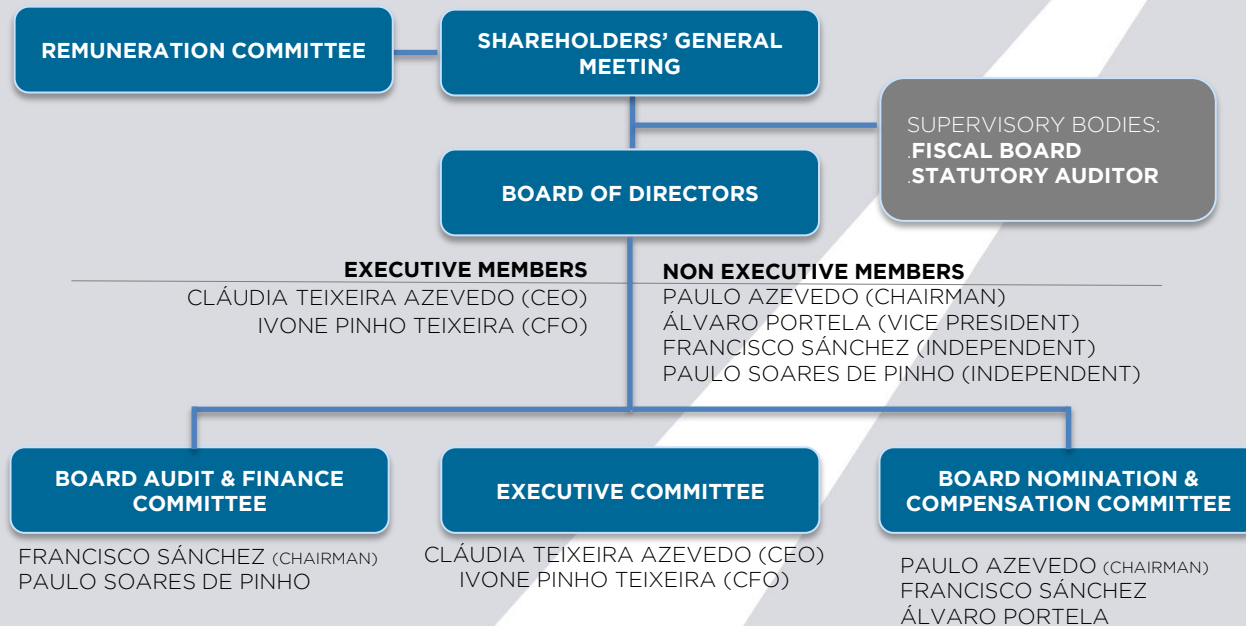 REMUNERATION COMMITTEE
SHAREHOLDERS' GENERAL
MEETING
SUPERVISORY BODIES:
.FISCAL BOARD
.STATUTORY AUDITOR
BOARD OF DIRECTORS
EXECUTIVE MEMBERS
CLÁUDIA TEIXEIRA AZEVEDO (CEO)
IVONE PINHO TEIXEIRA (CFO)
NON EXECUTIVE MEMBERS
PAULO AZEVEDO (CHAIRMAN)
ÁLVARO PORTELA (VICE PRESIDENT)
FRANCISCO SÁNCHEZ (INDEPENDENT)
PAULO SOARES DE PINHO (INDEPENDENT)
BOARD AUDIT & FINANCE
COMMITTEE
FRANCISCO SÁNCHEZ (CHAIRMAN)
PAULO SOARES DE PINHO
EXECUTIVE COMMITTEE
CLÁUDIA TEIXEIRA AZEVEDO (CEO)
IVONE PINHO TEIXEIRA (CFO)
BOARD NOMINATION &
COMPENSATION COMMITTEE
PAULO AZEVEDO (CHAIRMAN)
FRANCISCO SÁNCHEZ
ÁLVARO PORTELA